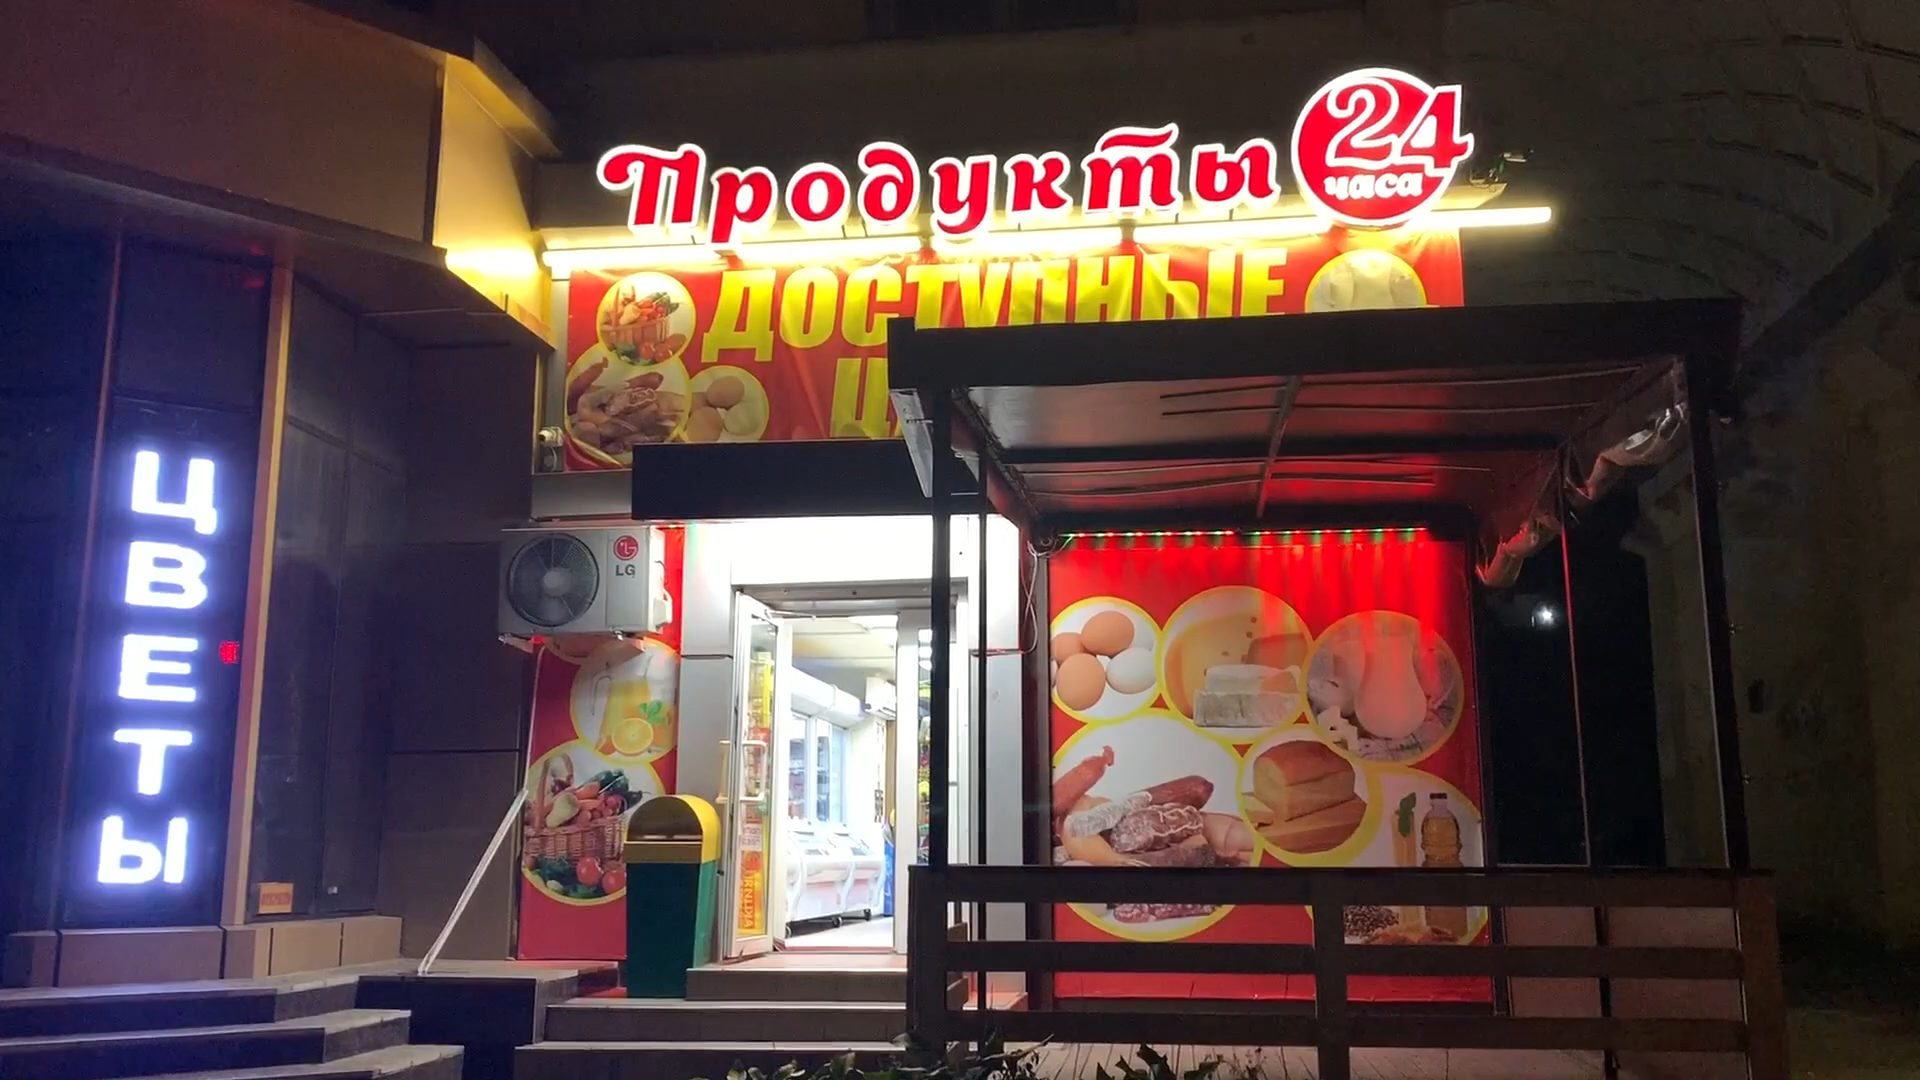 Продукты 24
часа
ДОСТУПНЫЕ
Ц
LG
ЦВЕТЫ